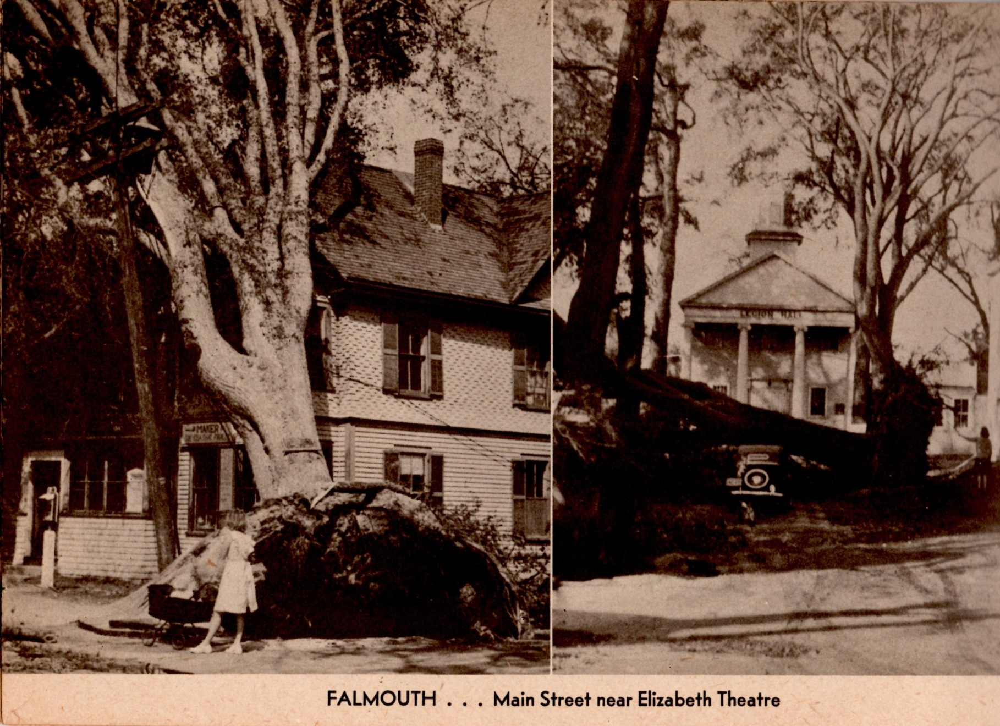 MAKER
LEGION HALL
FALMOUTH . . . Main Street near Elizabeth Theatre